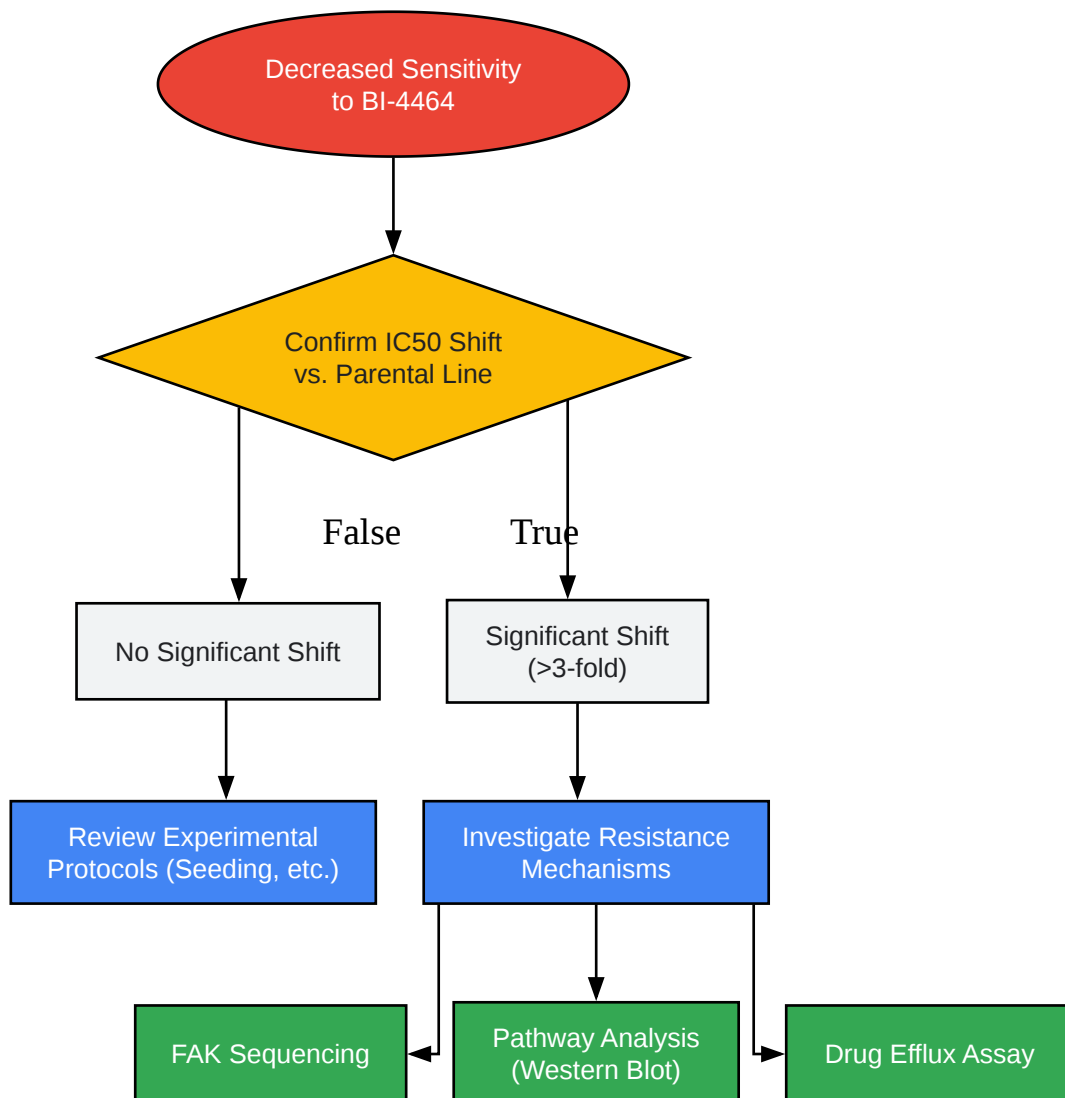 Decreased Sensitivity
to BI-4464
Confirm IC50 Shift
vs. Parental Line
False
True
No Significant Shift
Significant Shift
(>3-fold)
Review Experimental
Protocols (Seeding, etc.)
Investigate Resistance
Mechanisms
FAK Sequencing
Pathway Analysis
(Western Blot)
Drug Efflux Assay